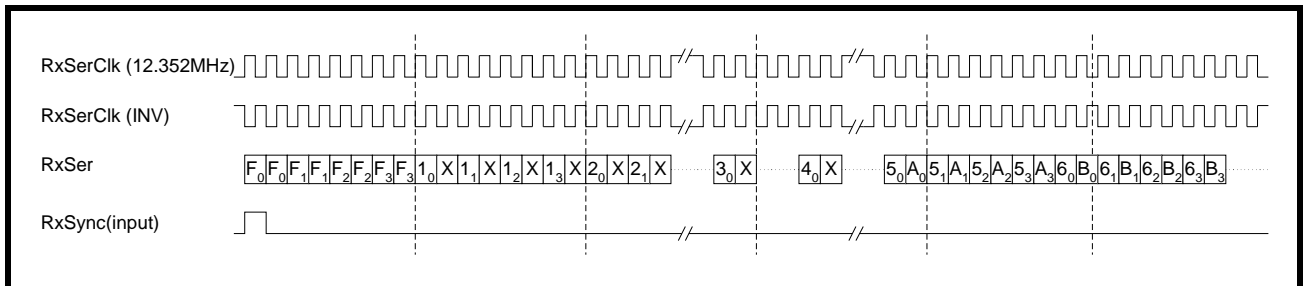 RxSerClk (12.352MHz)
RxSerClk (INV)
RxSer F₀ F₀ F₁ F₁ F₂ F₂ F₃ F₃ 1₀ X 1₁ X 1₂ X 1₃ X 2₀ X 2₁ X 3₀ X 4₀ X 5₀ A₀ 5₁ A₁ 5₂ A₂ 5₃ A₃ 6₀ B₀ 6₁ B₁ 6₂ B₂ 6₃ B₃
RxSync(input)